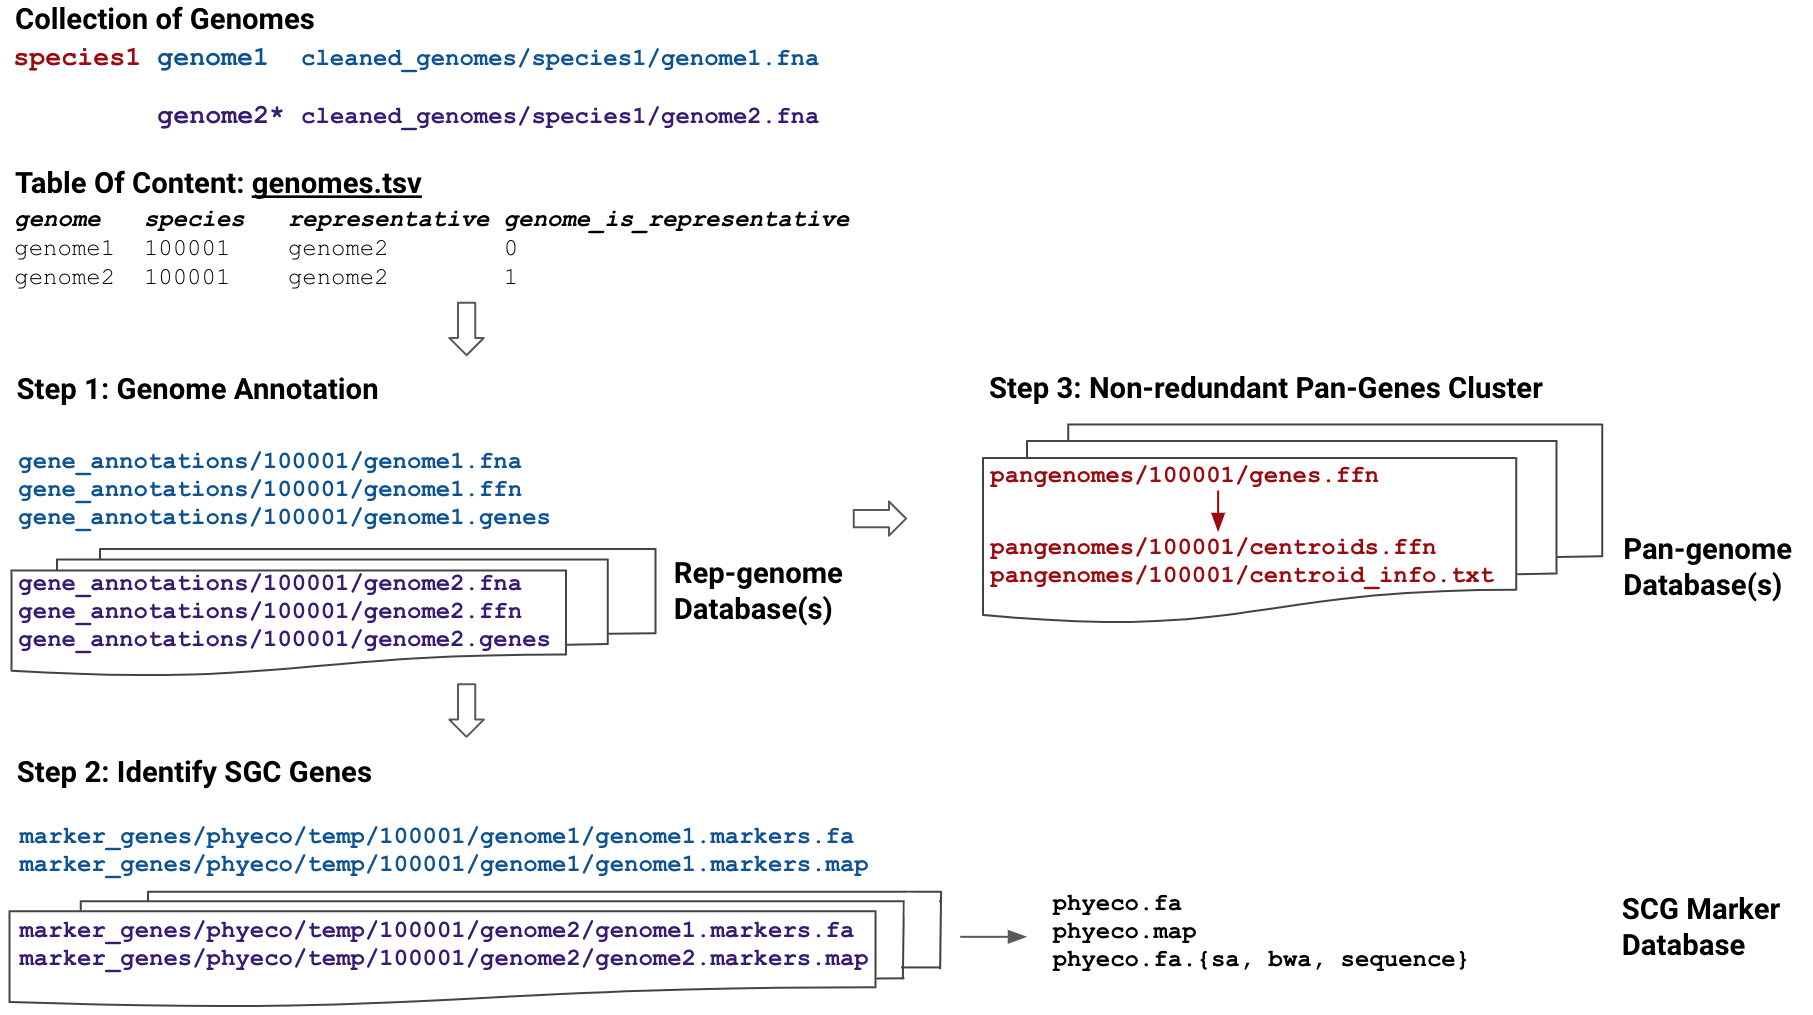 Collection of Genomes
species1 genome1 cleaned_genomes/species1/genome1.fna
genome2* cleaned_genomes/species1/genome2.fna
Table Of Content: genomes.tsv
genome species representative genome_is_representative
genome1 100001 genome2 0
genome2 100001 genome2 1
Step 1: Genome Annotation
gene_annotations/100001/genome1.fna
gene_annotations/100001/genome1.ffn
gene_annotations/100001/genome1.genes
gene_annotations/100001/genome2.fna
gene_annotations/100001/genome2.ffn
gene_annotations/100001/genome2.genes
Rep-genome
Database(s)
Step 3: Non-redundant Pan-Genes Cluster
pangenomes/100001/genes.ffn
pangenomes/100001/centroids.ffn
pangenomes/100001/centroid_info.txt
Pan-genome
Database(s)
Step 2: Identify SGC Genes
marker_genes/phyeco/temp/100001/genome1/genome1.markers.fa
marker_genes/phyeco/temp/100001/genome1/genome1.markers.map
marker_genes/phyeco/temp/100001/genome2/genome1.markers.fa
marker_genes/phyeco/temp/100001/genome2/genome2.markers.map
phyeco.fa
phyeco.map
phyeco.fa.{sa, bwa, sequence}
SCG Marker
Database